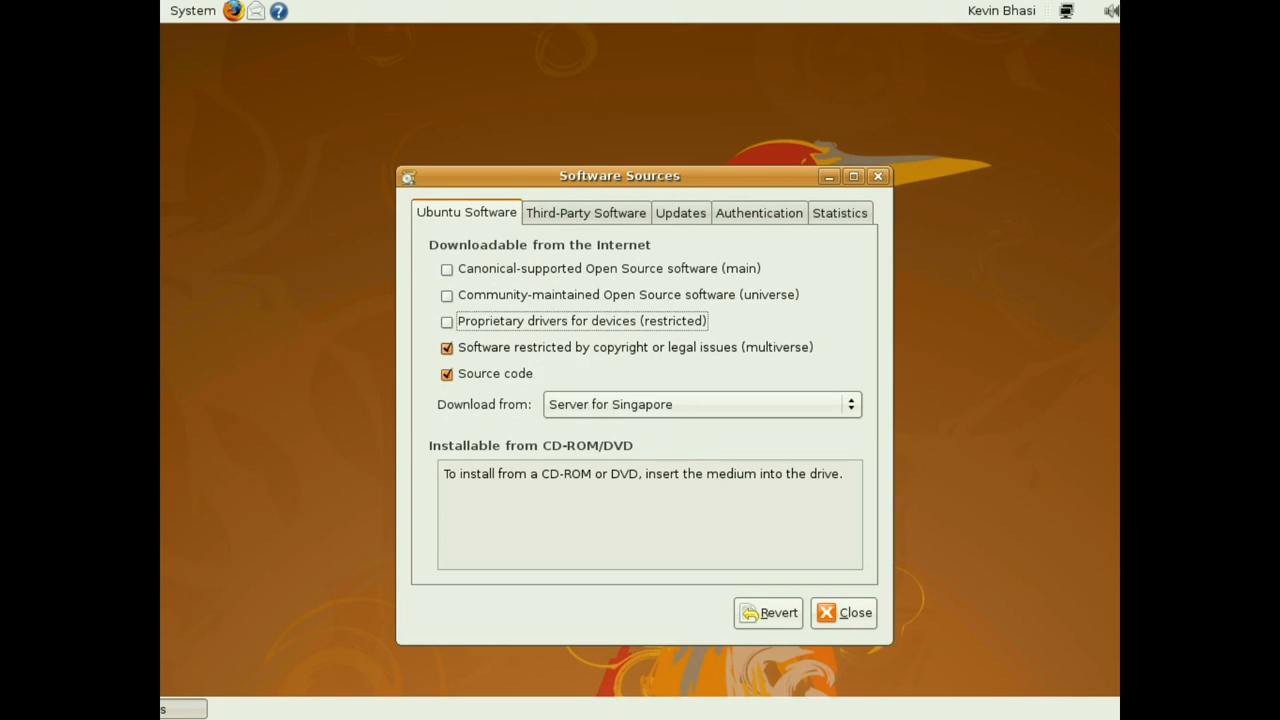 System Kevin Bhasi
Software Sources
Ubuntu Software Third-Party Software Updates Authentication Statistics
Downloadable from the Internet
Canonical-supported Open Source software (main)
Community-maintained Open Source software (universe)
Proprietary drivers for devices (restricted)
Software restricted by copyright or legal issues (multiverse)
Source code
Download from: Server for Singapore
Installable from CD-ROM/DVD
To install from a CD-ROM or DVD, insert the medium into the drive.
Revert Close
s